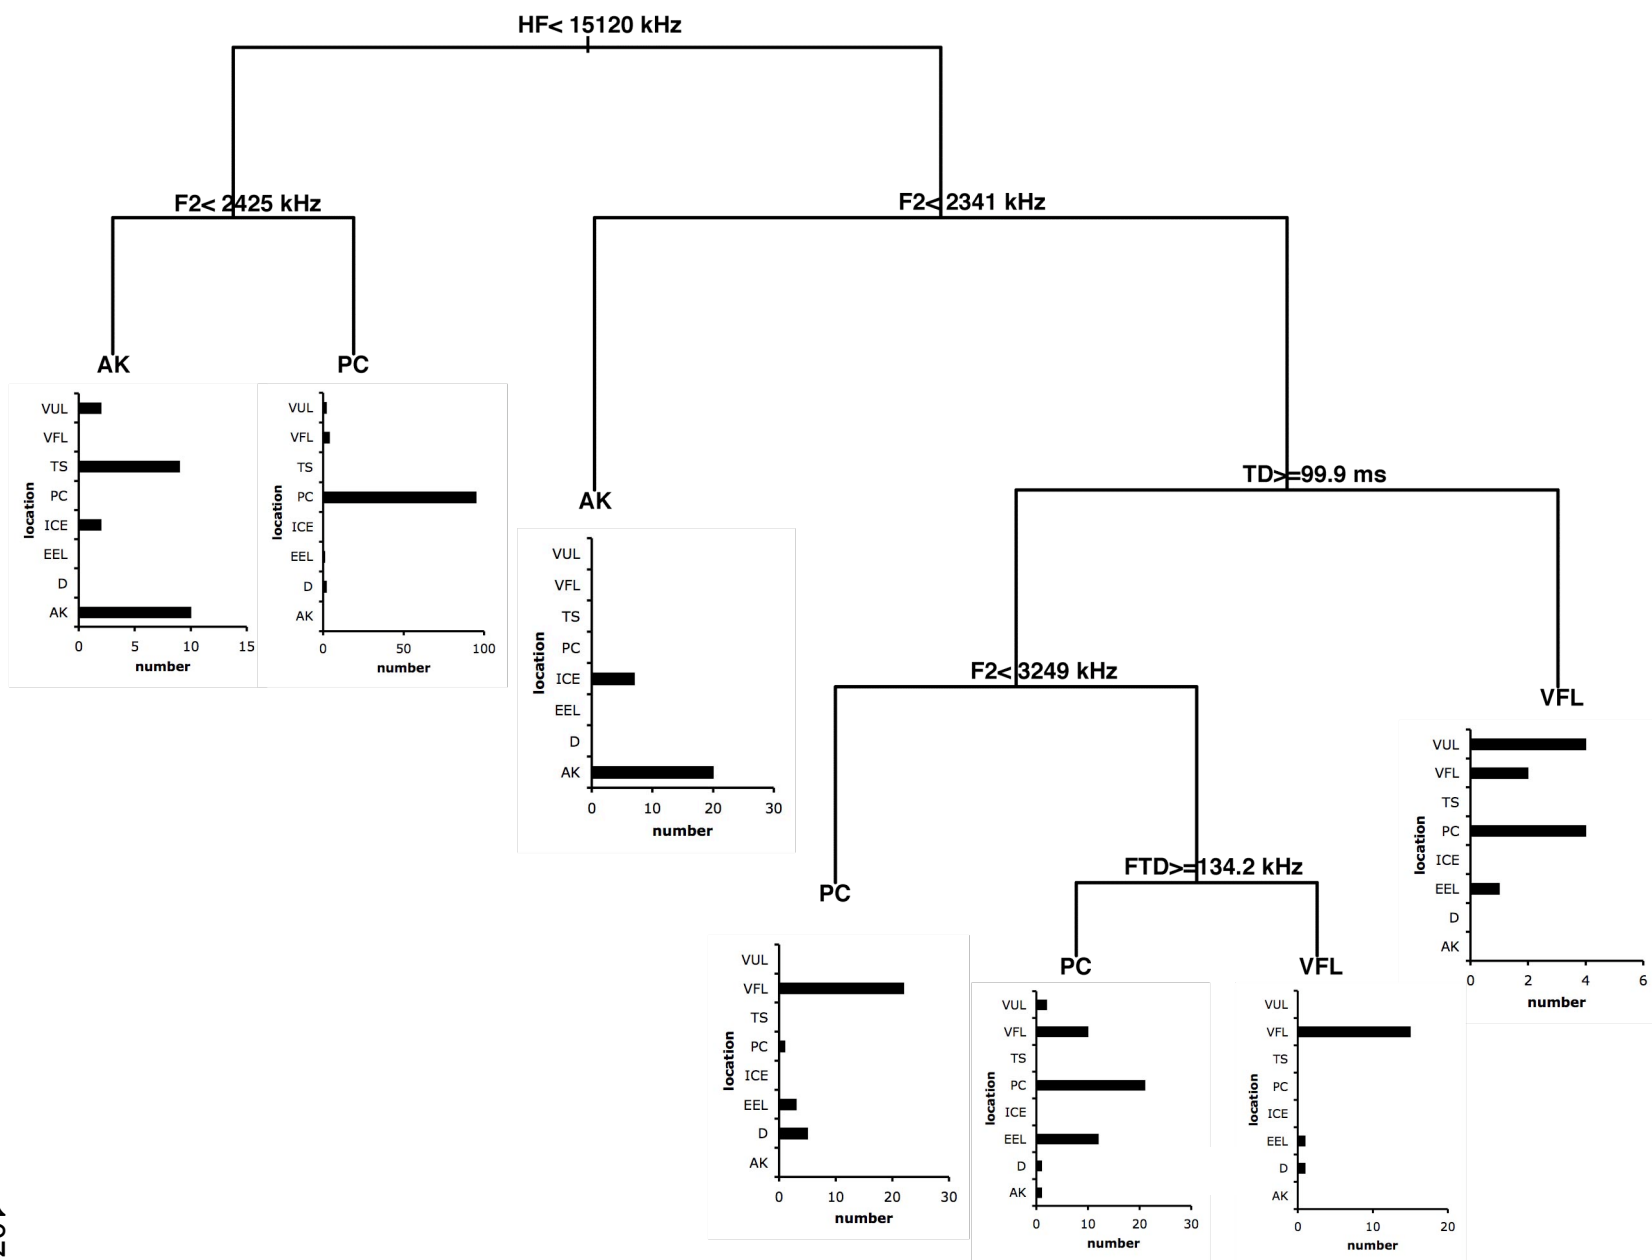 HF< 15120 kHz
F2< 2425 kHz
F2< 2341 kHz
AK
PC
VUL
VFL
TS
PC
ICE
EEL
D
AK
location
0 5 10 15
number
VUL
VFL
TS
PC
ICE
EEL
D
AK
location
0 50 100
number
AK
VUL
VFL
TS
PC
ICE
EEL
D
AK
location
0 10 20 30
number
TD>=99.9 ms
F2< 3249 kHz
VFL
VUL
VFL
TS
PC
ICE
EEL
D
AK
location
0 2 4 6
number
FTD>=134.2 kHz
PC
VUL
VFL
TS
PC
ICE
EEL
D
AK
location
0 10 20 30
number
PC
VUL
VFL
TS
PC
ICE
EEL
D
AK
location
0 10 20 30
number
VFL
VUL
VFL
TS
PC
ICE
EEL
D
AK
location
0 10 20
number